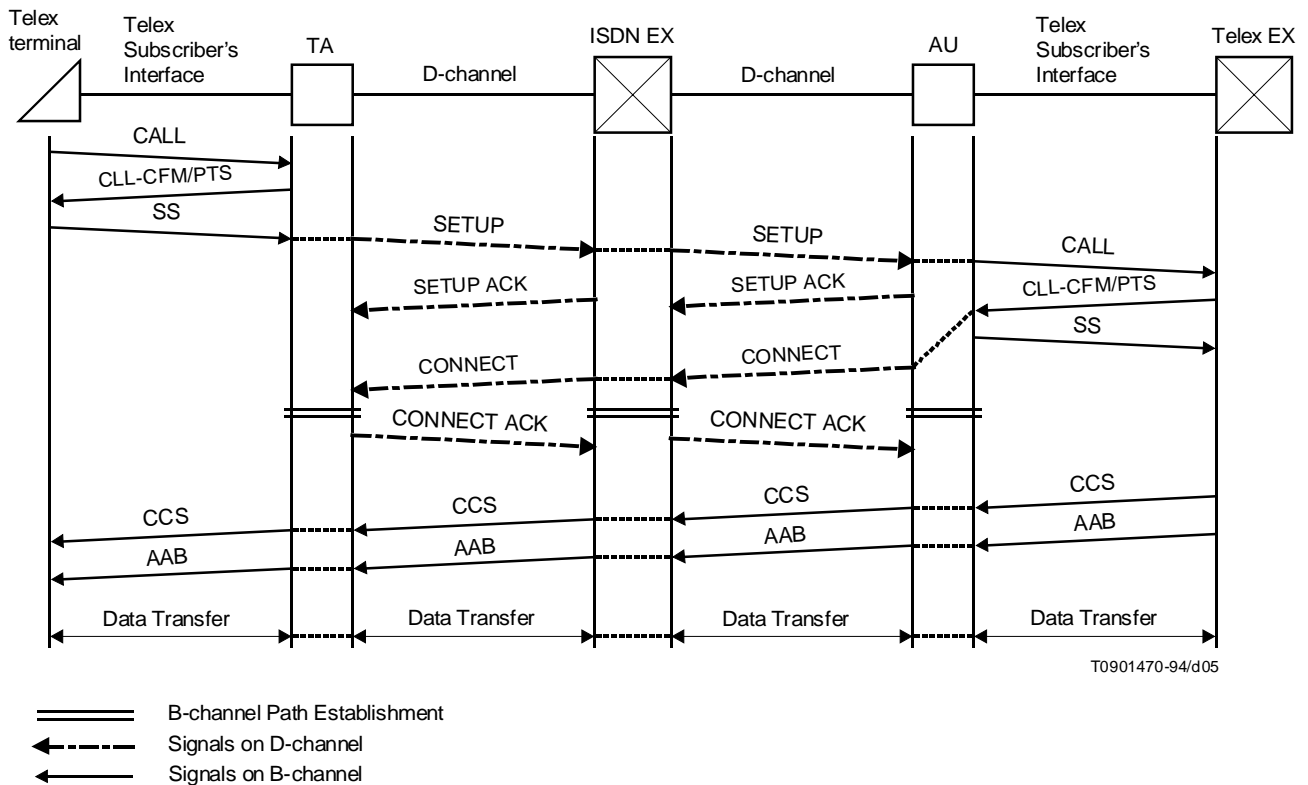 Telex
terminal
Telex
Subscriber's
Interface
TA
D-channel
ISDN EX
D-channel
AU
Telex
Subscriber's
Interface
Telex EX
CALL
CLL-CFM/PTS
SS
SETUP
SETUP
CALL
SETUP ACK
SETUP ACK
CLL-CFM/PTS
SS
CONNECT
CONNECT
CONNECT ACK
CONNECT ACK
CCS
CCS
CCS
CCS
AAB
AAB
AAB
AAB
Data Transfer
Data Transfer
Data Transfer
Data Transfer
T0901470-94/d05
B-channel Path Establishment
Signals on D-channel
Signals on B-channel